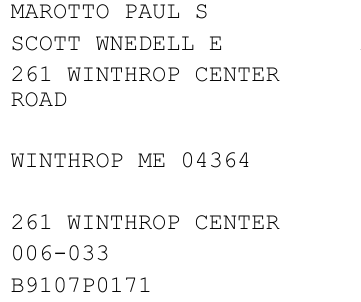 MAROTTO PAUL S
SCOTT WNEDELL E
261 WINTHROP CENTER
ROAD
WINTHROP ME 04364
261 WINTHROP CENTER
006-033
B9107P0171